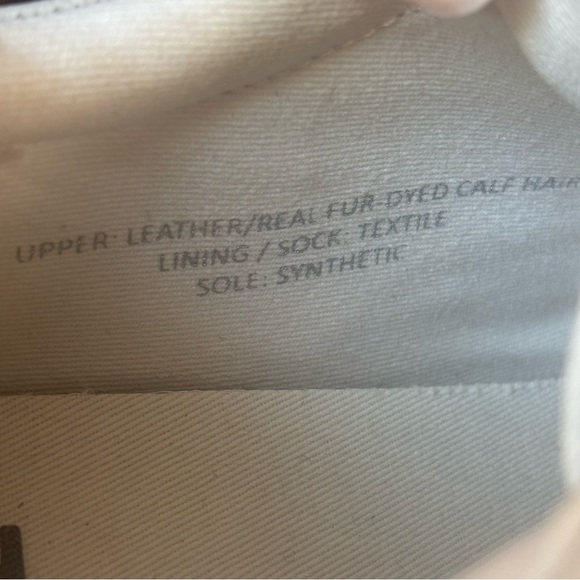 UPPER: LEATHER/REAL FUR-DYED CALF HAIR
LINING / SOCK: TEXTILE
SOLE: SYNTHETIC